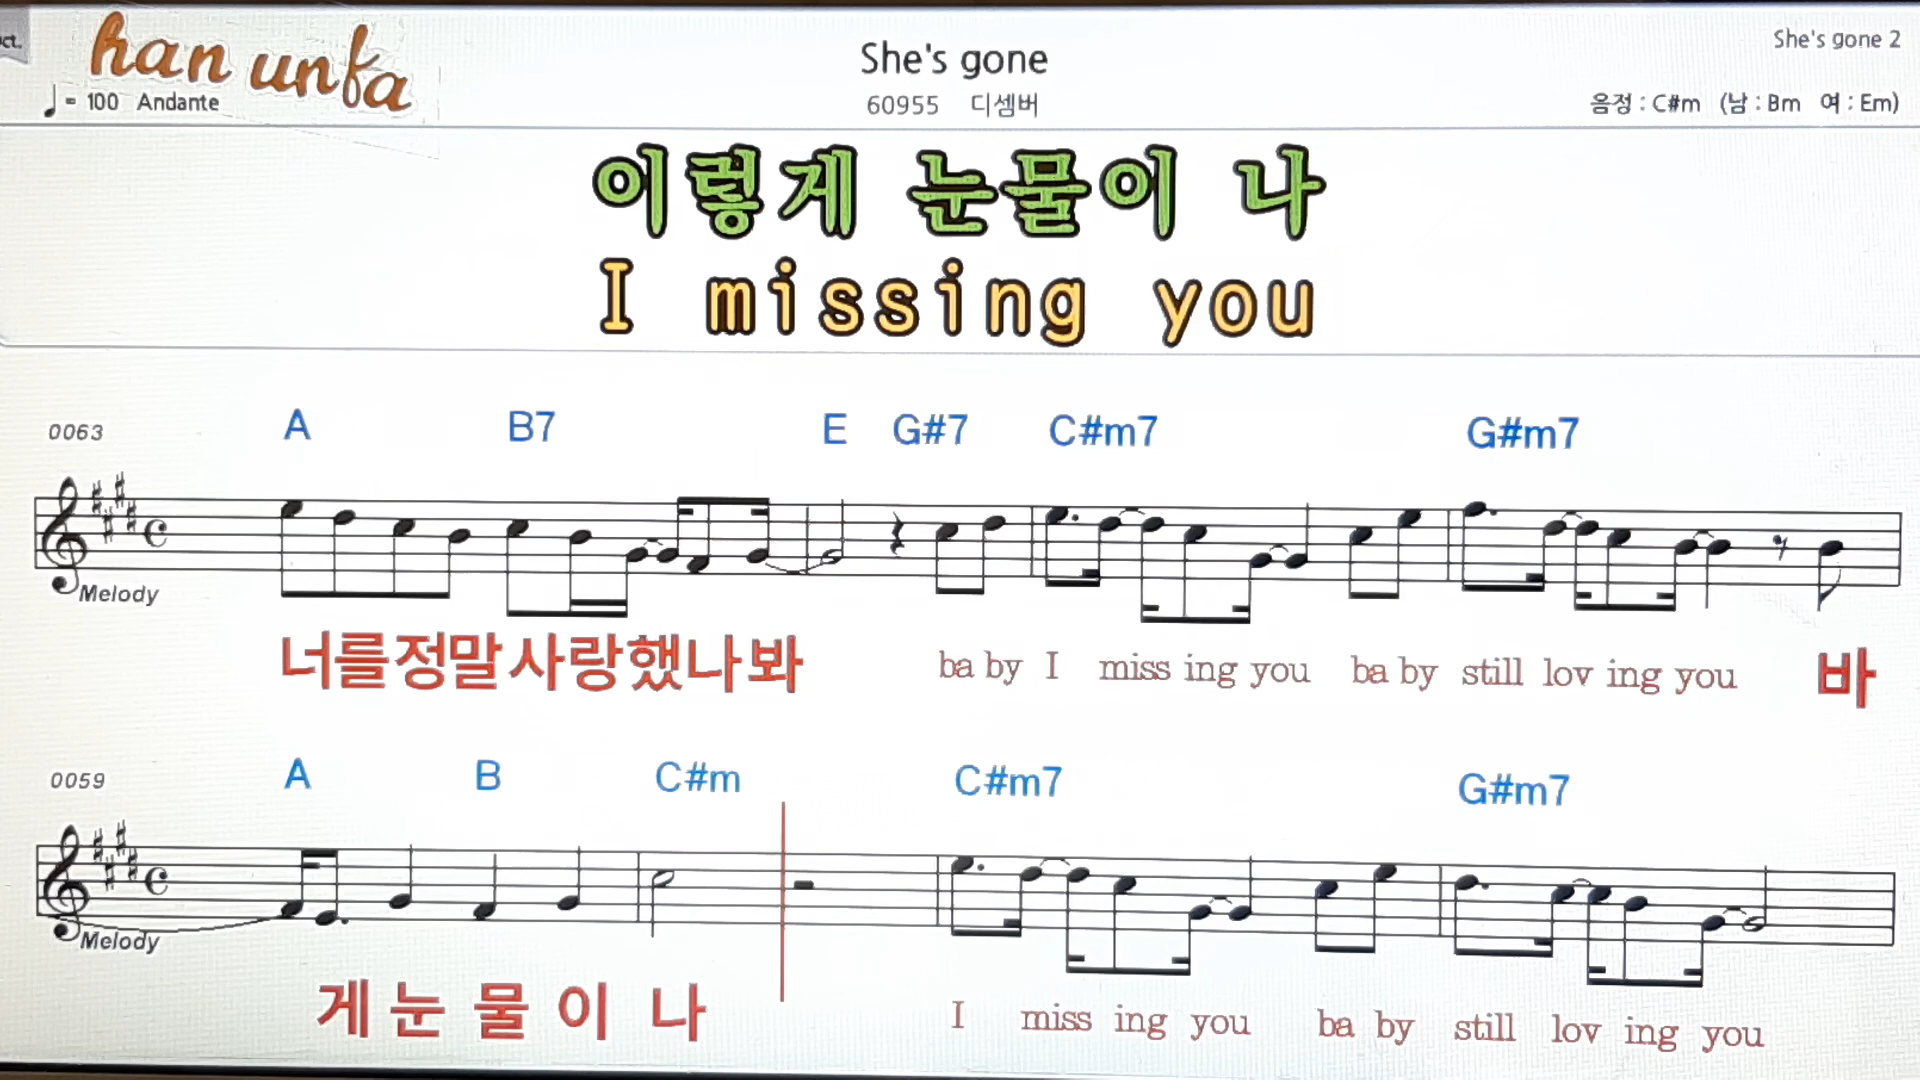 ct.
han unfa
She's gone
She's gone 2
♩= 100 Andante
60955 디셈버
음정 : C#m (남 : Bm 여 : Em)
이렇게 눈물이 나
I missing you
0063
A B7 E G#7 C#m7 G#m7
Melody
너를정말사랑했나봐 ba by I miss ing you ba by still lov ing you 바
0059
A B C#m C#m7 G#m7
Melody
게 눈 물 이 나 I miss ing you ba by still lov ing you